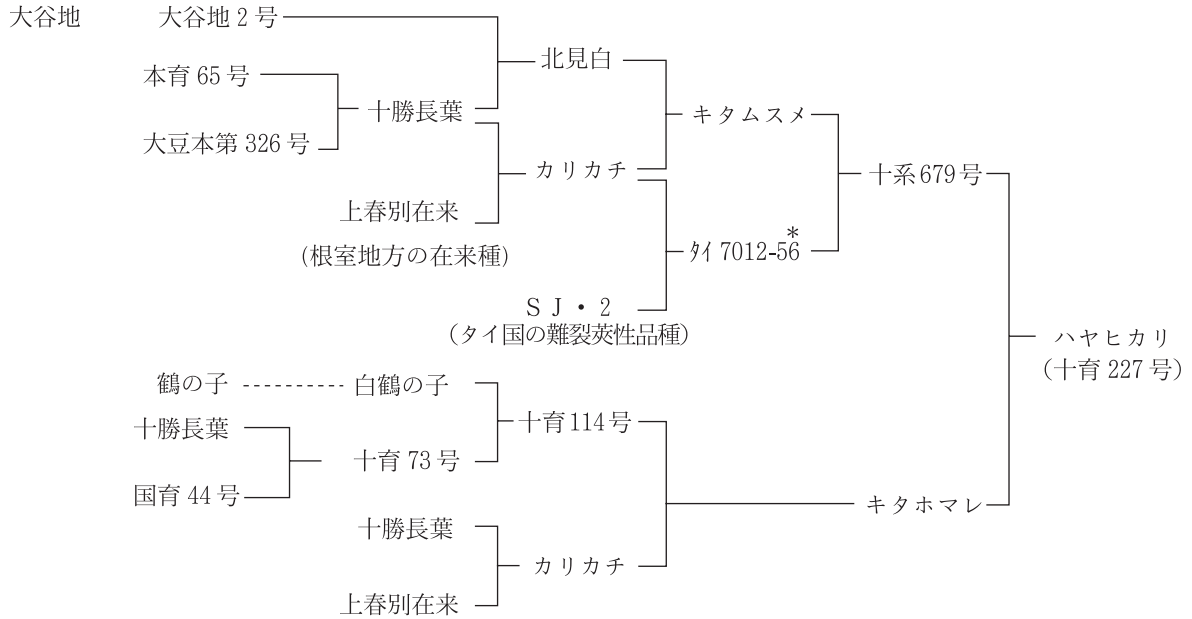 大谷地 大谷地 2 号
北見白
本育 65 号
十勝長葉
キタムスメ
大豆本第 326 号
カリカチ
十系 679 号
上春別在来
(根室地方の在来種)
*
ﾀｲ 7012-56
ＳＪ・2
(タイ国の難裂莢性品種)
ハヤヒカリ
(十育 227 号)
鶴の子 白鶴の子
十勝長葉
十育 114 号
十育 73 号
国育 44 号
キタホマレ
十勝長葉
カリカチ
上春別在来